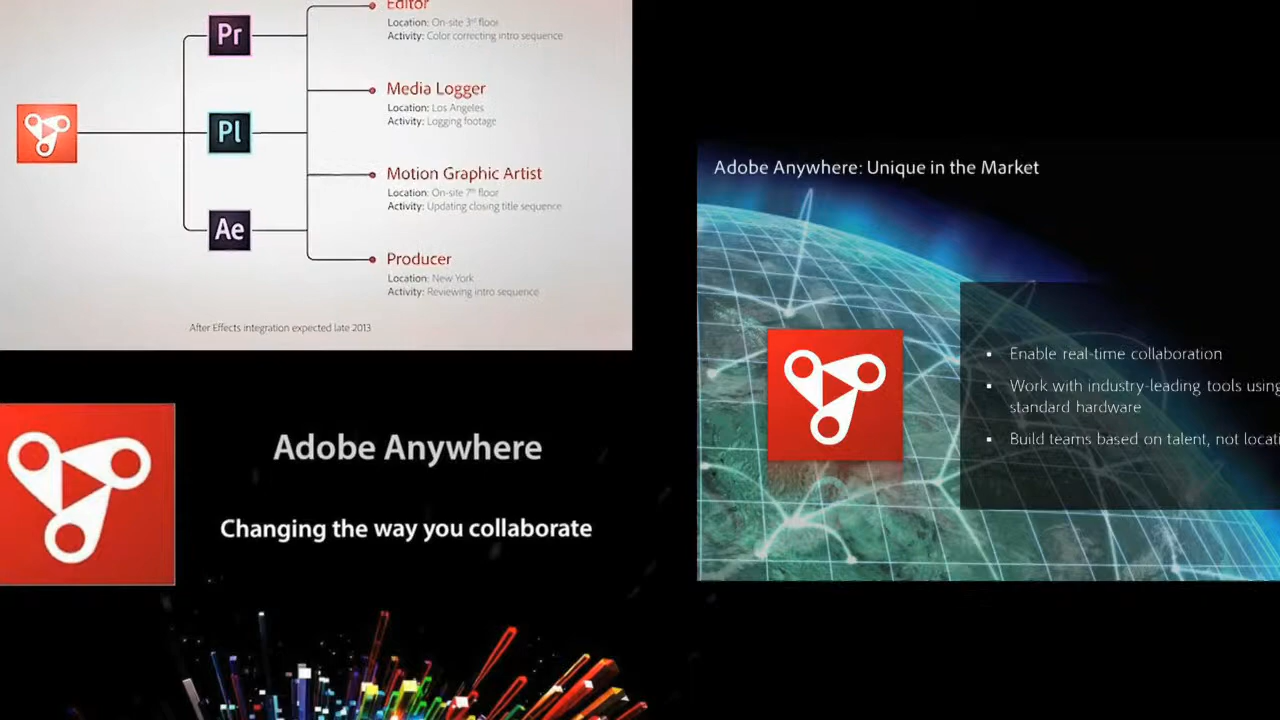 Editor
Location: On-site 3rd floor
Activity: Color correcting intro sequence
Pr
Media Logger
Location: Los Angeles
Activity: Logging footage
Pl
Motion Graphic Artist
Location: On-site 7th floor
Activity: Updating closing title sequence
Ae
Producer
Location: New York
Activity: Reviewing intro sequence
After Effects integration expected late 2013
Adobe Anywhere
Changing the way you collaborate
Adobe Anywhere: Unique in the Market
▪ Enable real-time collaboration
▪ Work with industry-leading tools using
standard hardware
▪ Build teams based on talent, not locati